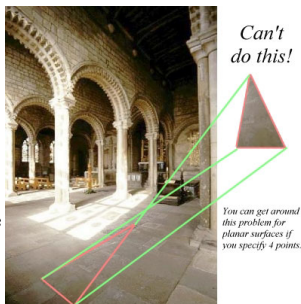 Can't
do this!
You can get around
this problem for
planar surfaces if
you specify 4 points.